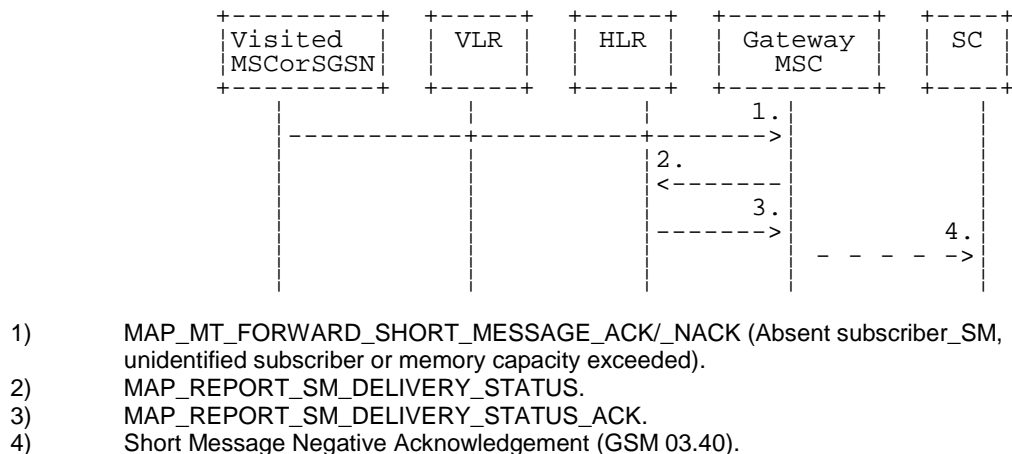 Visited VLR HLR Gateway SC
MSCorSGSN MSC
1.
2.
3.
4.
1) MAP_MT_FORWARD_SHORT_MESSAGE_ACK/_NACK (Absent subscriber_SM,
unidentified subscriber or memory capacity exceeded).
2) MAP_REPORT_SM_DELIVERY_STATUS.
3) MAP_REPORT_SM_DELIVERY_STATUS_ACK.
4) Short Message Negative Acknowledgement (GSM 03.40).